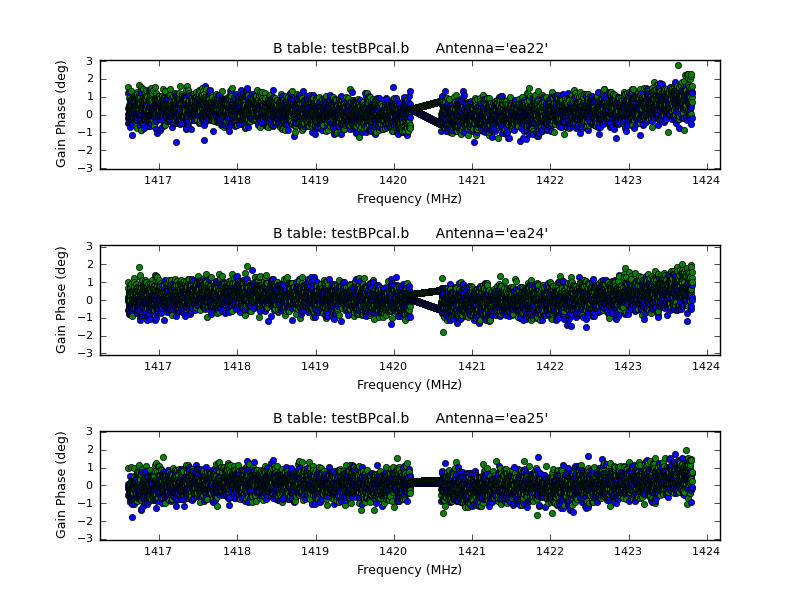 B table: testBPcal.b Antenna='ea22'
3
2
1
0
−1
−2
−3
Gain Phase (deg)
1417 1418 1419 1420 1421 1422 1423 1424
Frequency (MHz)
B table: testBPcal.b Antenna='ea24'
3
2
1
0
−1
−2
−3
Gain Phase (deg)
1417 1418 1419 1420 1421 1422 1423 1424
Frequency (MHz)
B table: testBPcal.b Antenna='ea25'
3
2
1
0
−1
−2
−3
Gain Phase (deg)
1417 1418 1419 1420 1421 1422 1423 1424
Frequency (MHz)